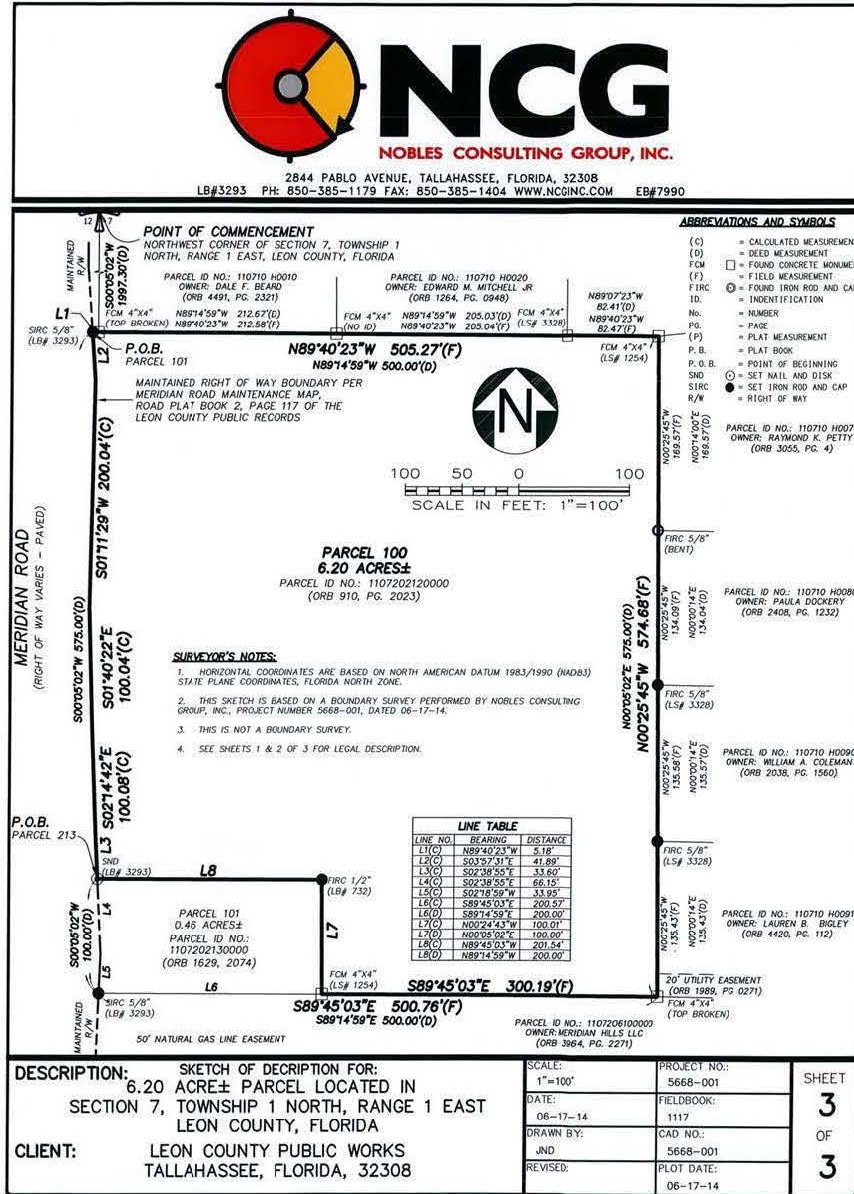 NCG
NOBLES CONSULTING GROUP, INC.
2844 PABLO AVENUE, TALLAHASSEE, FLORIDA, 32308
LB#3293 PH: 850-385-1179 FAX: 850-385-1404 WWW.NCGINC.COM EB#7990
12 7
POINT OF COMMENCEMENT
NORTHWEST CORNER OF SECTION 7, TOWNSHIP 1
NORTH, RANGE 1 EAST, LEON COUNTY, FLORIDA
MAINTAINED
R/W
S00°05'02"W
1997.30'(D)
PARCEL ID NO.: 110710 H0010
OWNER: DALE F. BEARD
(ORB 4491, PG. 2321)
PARCEL ID NO.: 110710 H0020
OWNER: EDWARD M. MITCHELL JR
(ORB 1264, PG. 0948)
N89°07'23"W
82.41'(D)
N89°40'23"W
82.47'(F)
L1
SIRC 5/8"
(LB# 3293)
FCM 4"X4"
(TOP BROKEN)
N89°14'59"W 212.67'(D)
N89°40'23"W 212.58'(F)
FCM 4"X4"
(NO ID)
N89°14'59"W 205.03'(D)
N89°40'23"W 205.04'(F)
FCM 4"X4"
(LS# 3328)
FCM 4"X4"
(LS# 1254)
L2
P.O.B.
PARCEL 101
N89°40'23"W 505.27'(F)
N89°14'59"W 500.00'(D)
MAINTAINED RIGHT OF WAY BOUNDARY PER
MERIDIAN ROAD MAINTENANCE MAP,
ROAD PLAT BOOK 2, PAGE 117 OF THE
LEON COUNTY PUBLIC RECORDS
N
100 50 0 100
SCALE IN FEET: 1"=100'
ABBREVIATIONS AND SYMBOLS
(C) = CALCULATED MEASUREMEN
(D) = DEED MEASUREMENT
FCM = FOUND CONCRETE MONUME
(F) = FIELD MEASUREMENT
FIRC = FOUND IRON ROD AND CA
ID. = INDENTIFICATION
No. = NUMBER
PG. = PAGE
(P) = PLAT MEASUREMENT
P.B. = PLAT BOOK
P.O.B. = POINT OF BEGINNING
SND = SET NAIL AND DISK
SIRC = SET IRON ROD AND CAP
R/W = RIGHT OF WAY
N00°25'45"W
169.57'(F)
N00°14'00"E
169.57'(D)
PARCEL ID NO.: 110710 H007
OWNER: RAYMOND K. PETTY
(ORB 3055, PG. 4)
FIRC 5/8"
(BENT)
MERIDIAN ROAD
(RIGHT OF WAY VARIES - PAVED)
S00°05'02"W 575.00'(D)
S01°11'29"W 200.04'(C)
S01°40'22"E
100.04'(C)
S02°14'42"E
100.08'(C)
PARCEL 100
6.20 ACRES±
PARCEL ID NO.: 1107202120000
(ORB 910, PG. 2023)
N00°05'02"E 575.00'(D)
N00°25'45"W 574.68'(F)
N00°25'45"W
134.09'(F)
N00°00'14"E
134.04'(D)
PARCEL ID NO.: 110710 H008
OWNER: PAULA DOCKERY
(ORB 2408, PG. 1232)
FIRC 5/8"
(LS# 3328)
SURVEYOR'S NOTES:
1. HORIZONTAL COORDINATES ARE BASED ON NORTH AMERICAN DATUM 1983/1990 (NAD83)
STATE PLANE COORDINATES, FLORIDA NORTH ZONE.
2. THIS SKETCH IS BASED ON A BOUNDARY SURVEY PERFORMED BY NOBLES CONSULTING
GROUP, INC., PROJECT NUMBER 5668-001, DATED 06-17-14.
3. THIS IS NOT A BOUNDARY SURVEY.
4. SEE SHEETS 1 & 2 OF 3 FOR LEGAL DESCRIPTION.
N00°25'45"W
135.58'(F)
N00°00'14"E
135.57'(D)
PARCEL ID NO.: 110710 H0090
OWNER: WILLIAM A. COLEMAN
(ORB 2038, PG. 1560)
FIRC 5/8"
(LS# 3328)
P.O.B.
PARCEL 213
L3
SND
(LB# 3293)
L8
FIRC 1/2"
(LB# 732)
LINE TABLE
LINE NO. BEARING DISTANCE
L1(C) N89°40'23"W 5.18'
L2(C) S03°57'31"E 41.89'
L3(C) S02°38'55"E 33.60'
L4(C) S02°38'55"E 66.15'
L5(C) S02°18'59"W 33.95'
L6(C) S89°45'03"E 200.57'
L6(D) S89°14'59"E 200.00'
L7(C) N00°24'43"W 100.01'
L7(D) N00°05'02"E 100.00'
L8(C) N89°45'03"W 201.54'
L8(D) N89°14'59"W 200.00'
S00°05'02"W
100.00'(D)
L4
L5
PARCEL 101
0.46 ACRES±
PARCEL ID NO.:
1107202130000
(ORB 1629, 2074)
L7
N00°25'45"W
135.43'(F)
N00°00'14"E
135.43'(D)
PARCEL ID NO.: 110710 H0091
OWNER: LAUREN B. BIGLEY
(ORB 4420, PG. 112)
SIRC 5/8"
(LB# 3293)
L6
FCM 4"X4"
(LS# 1254)
S89°45'03"E 300.19'(F)
S89°45'03"E 500.76'(F)
S89°14'59"E 500.00'(D)
20' UTILITY EASEMENT
(ORB 1989, PG 0271)
FCM 4"X4"
(TOP BROKEN)
MAINTAINED
R/W
50' NATURAL GAS LINE EASEMENT
PARCEL ID NO.: 1107206100000
OWNER: MERIDIAN HILLS LLC
(ORB 3964, PG. 2271)
DESCRIPTION: SKETCH OF DECRIPTION FOR:
6.20 ACRE± PARCEL LOCATED IN
SECTION 7, TOWNSHIP 1 NORTH, RANGE 1 EAST
LEON COUNTY, FLORIDA
CLIENT: LEON COUNTY PUBLIC WORKS
TALLAHASSEE, FLORIDA, 32308
SCALE: 1"=100'
PROJECT NO.: 5668-001
DATE: 06-17-14
FIELDBOOK: 1117
DRAWN BY: JND
CAD NO.: 5668-001
REVISED:
PLOT DATE: 06-17-14
SHEET
3
OF
3